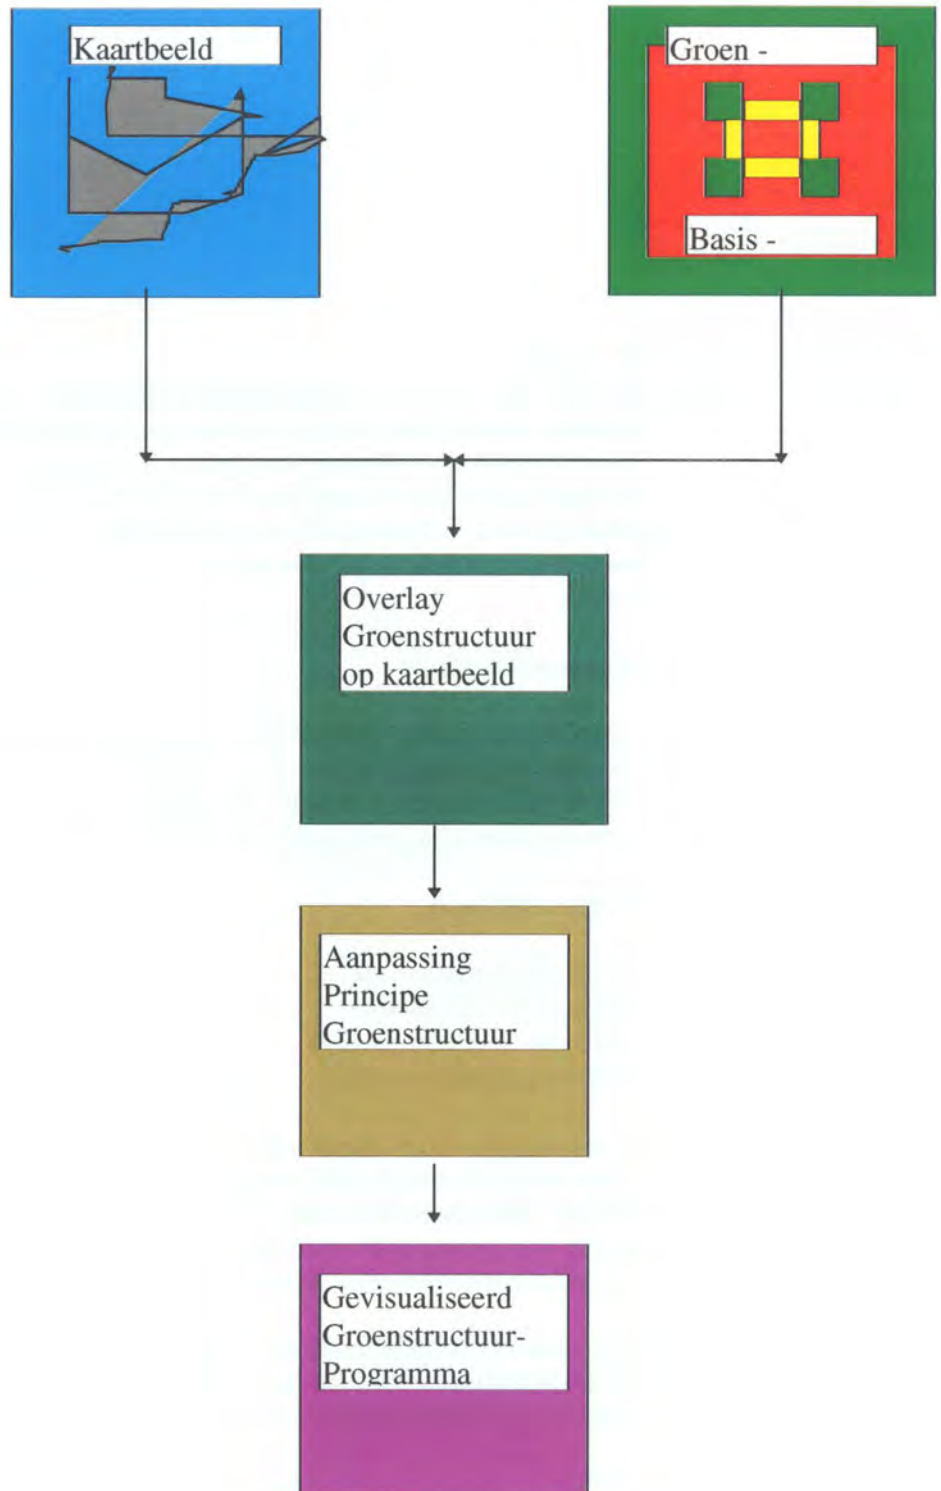 Kaartbeeld
Groen -
Basis -
Overlay
Groenstructuur
op kaartbeeld
Aanpassing
Principe
Groenstructuur
Gevisualiseerd
Groenstructuur-
Programma